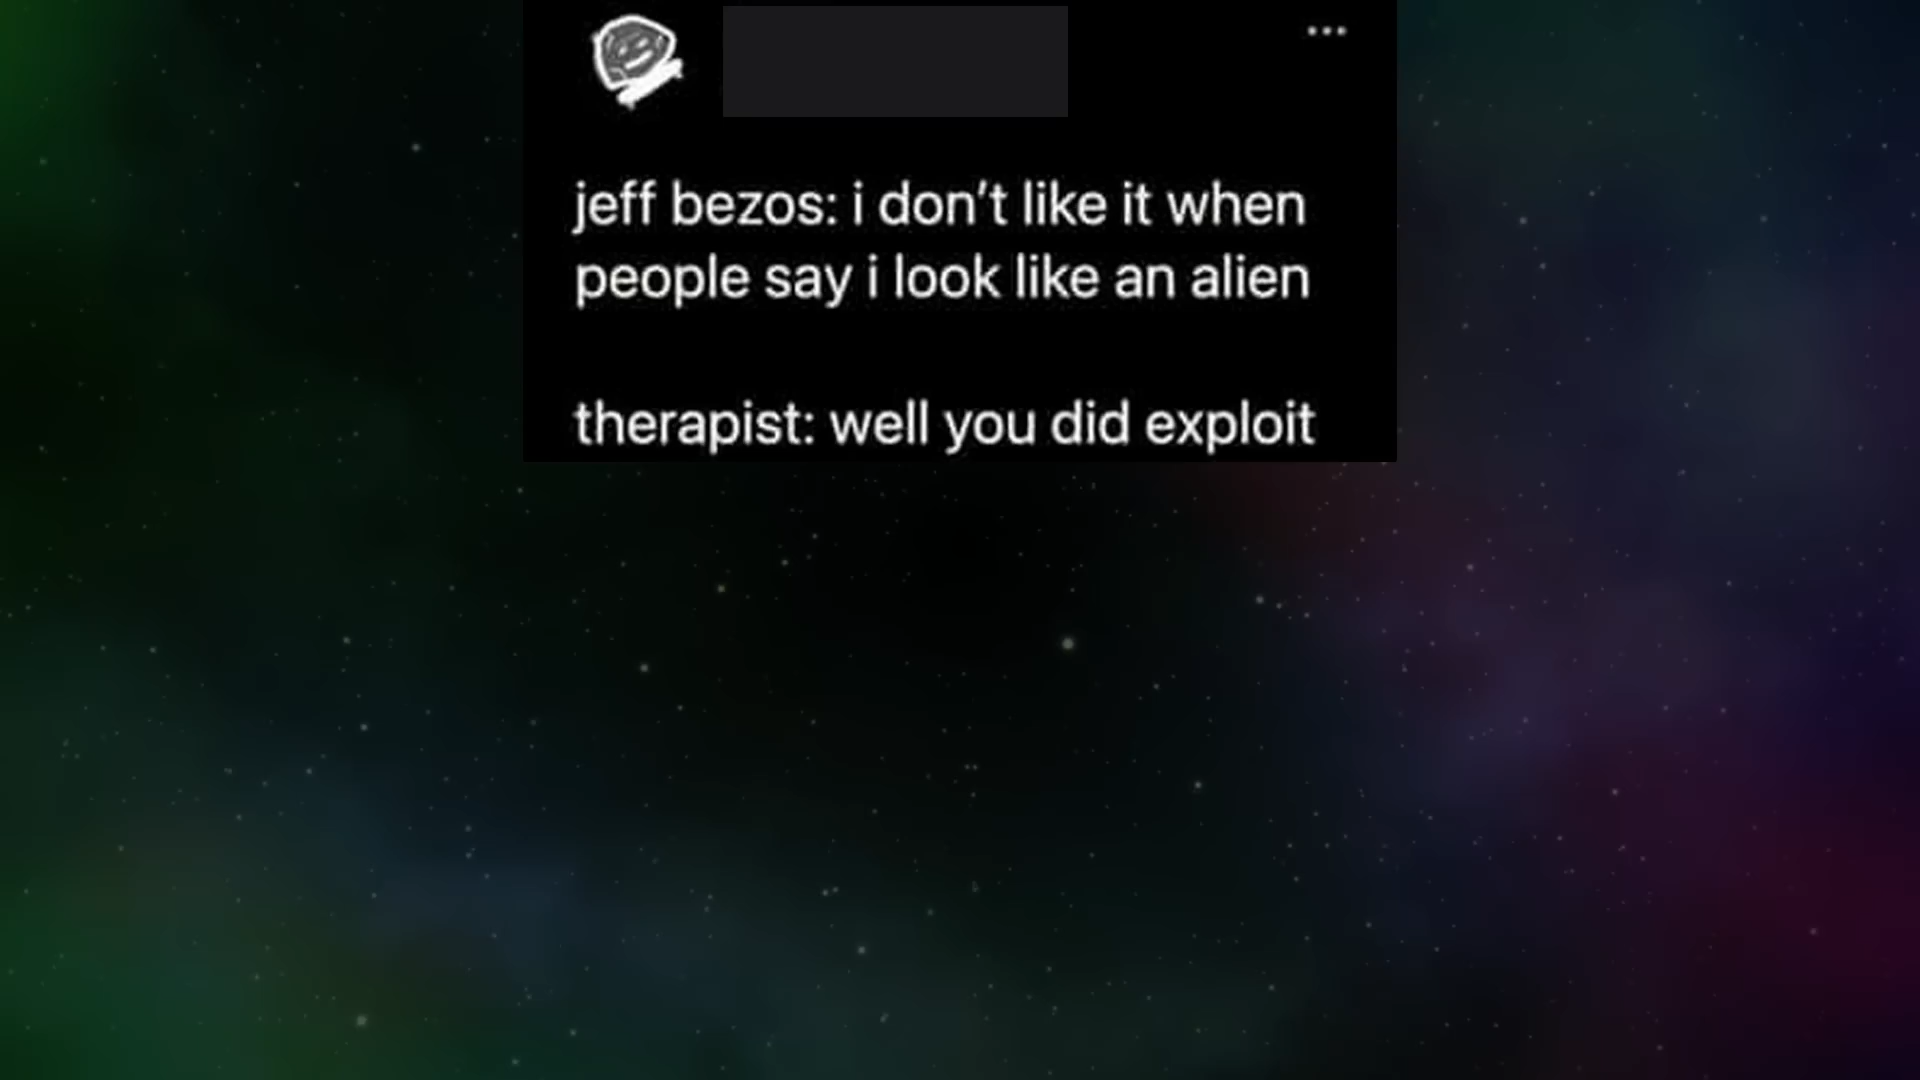 jeff bezos: i don't like it when
people say i look like an alien
therapist: well you did exploit